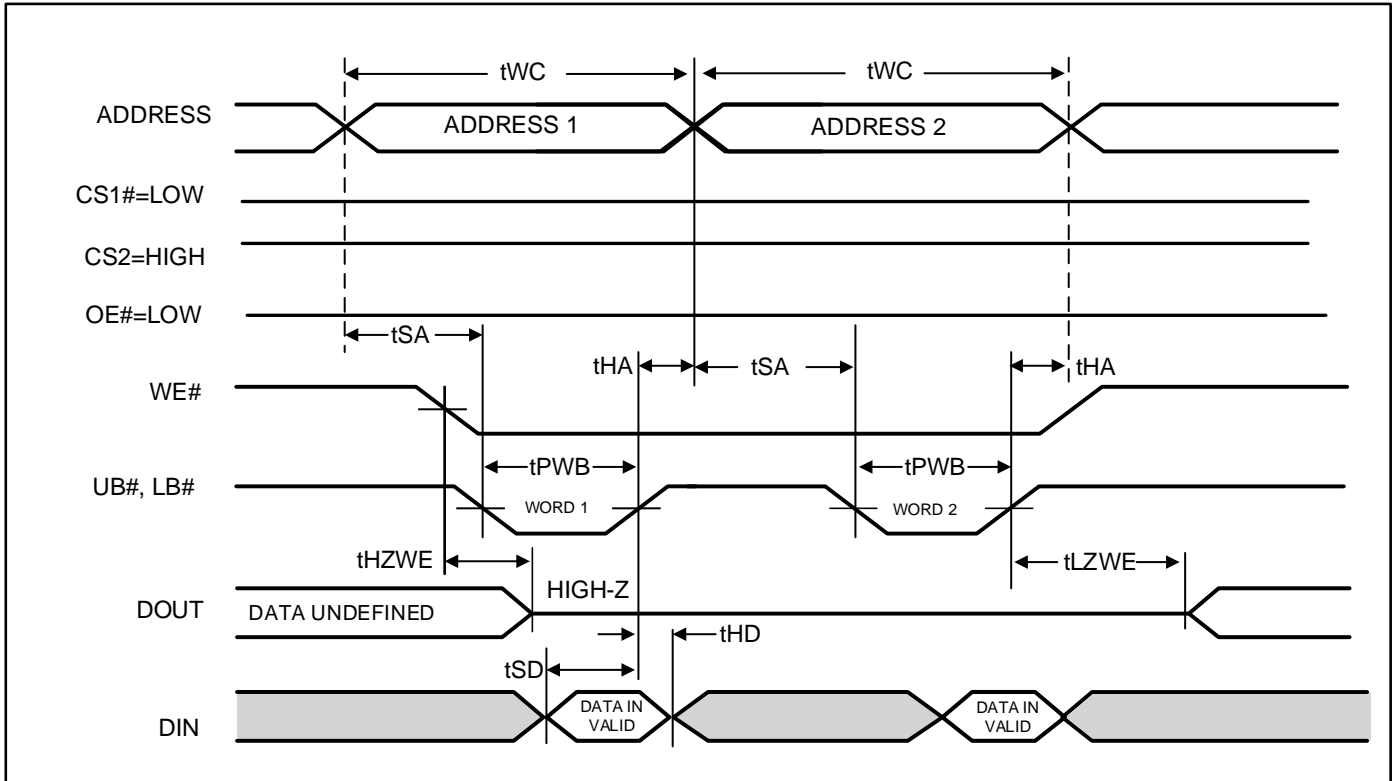 tWC tWC
ADDRESS ADDRESS 1 ADDRESS 2
CS1#=LOW
CS2=HIGH
OE#=LOW
tSA
tHA tSA tHA
WE#
tPWB tPWB
UB#, LB# WORD 1 WORD 2
tHZWE tLZWE
HIGH-Z
DOUT DATA UNDEFINED
tHD
tSD
DATA IN DATA IN
DIN VALID VALID